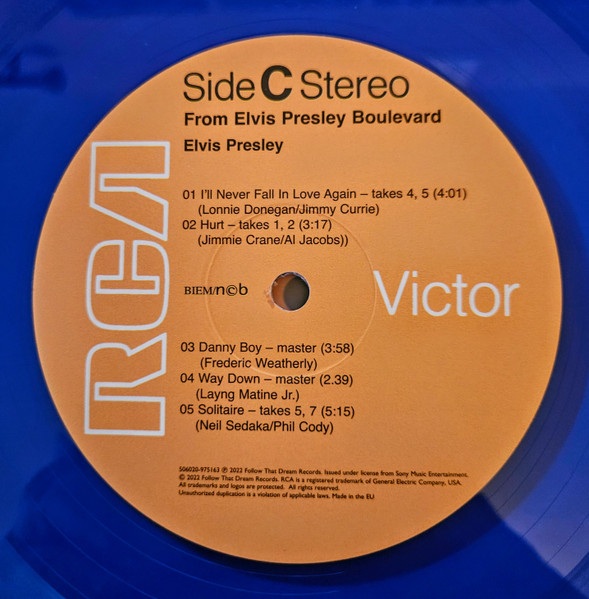 Side C Stereo
From Elvis Presley Boulevard
Elvis Presley
01 I'll Never Fall In Love Again – takes 4, 5 (4:01)
(Lonnie Donegan/Jimmy Currie)
02 Hurt – takes 1, 2 (3:17)
(Jimmie Crane/Al Jacobs))
RCA
BIEM/n©b
Victor
03 Danny Boy – master (3:58)
(Frederic Weatherly)
04 Way Down – master (2.39)
(Layng Matine Jr.)
05 Solitaire – takes 5, 7 (5:15)
(Neil Sedaka/Phil Cody)
506020-975163 ℗ 2022 Follow That Dream Records. Issued under license from Sony Music Entertainment.
© 2022 Follow That Dream Records. RCA is a registered trademark of General Electric Company, USA.
All trademarks and logos are protected. All rights reserved.
Unauthorized duplication is a violation of applicable laws. Made in the EU